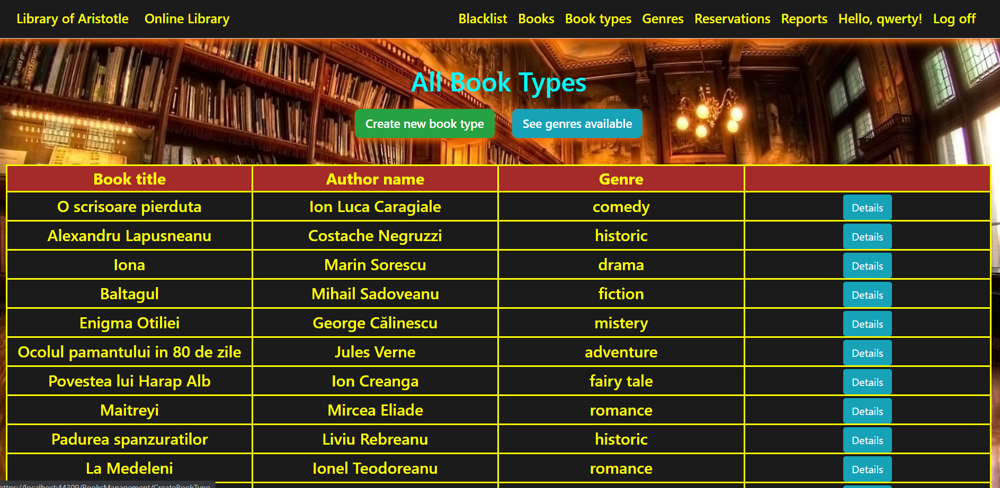 Library of Aristotle Online Library Blacklist Books Book types Genres Reservations Reports Hello, qwerty! Log off
All Book Types
Create new book type See genres available
Book title Author name Genre
O scrisoare pierduta Ion Luca Caragiale comedy Details
Alexandru Lapusneanu Costache Negruzzi historic Details
Iona Marin Sorescu drama Details
Baltagul Mihail Sadoveanu fiction Details
Enigma Otiliei George Călinescu mistery Details
Ocolul pamantului in 80 de zile Jules Verne adventure Details
Povestea lui Harap Alb Ion Creanga fairy tale Details
Maitreyi Mircea Eliade romance Details
Padurea spanzuratilor Liviu Rebreanu historic Details
La Medeleni Ionel Teodoreanu romance Details
https://localhost:44309/BooksManagement/CreateBookType